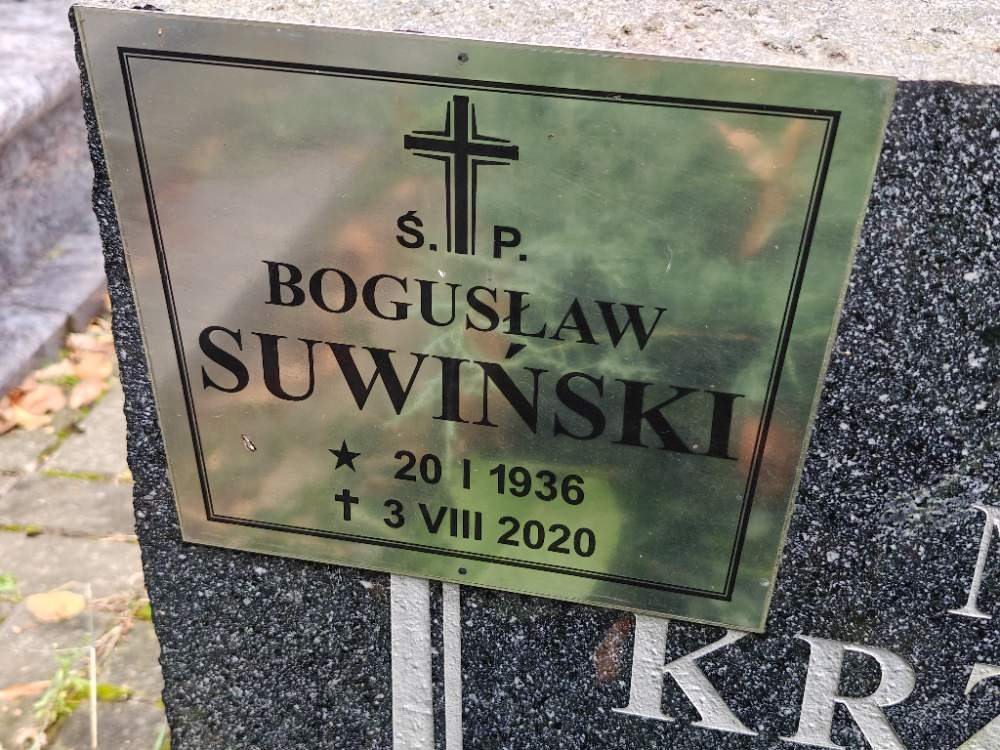 Ś. P.
BOGUSŁAW
SUWIŃSKI
★ 20 I 1936
✝ 3 VIII 2020